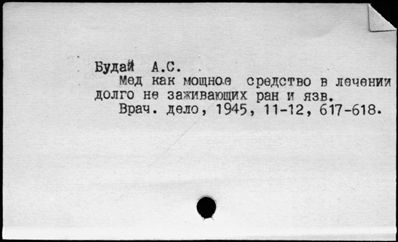 Будай А.С.
Мед как мощное средство в лечении
долго не заживающих ран и язв.
Врач. дело, 1945, 11-12, 617-618.